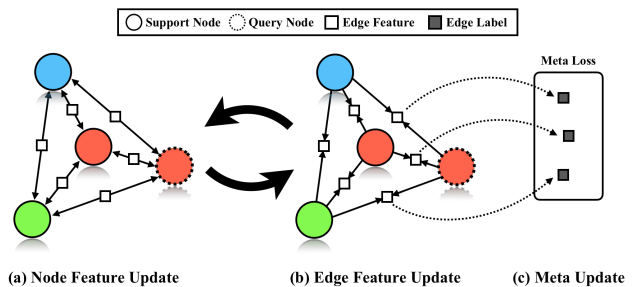 Support Node Query Node Edge Feature Edge Label
Meta Loss
(a) Node Feature Update (b) Edge Feature Update (c) Meta Update